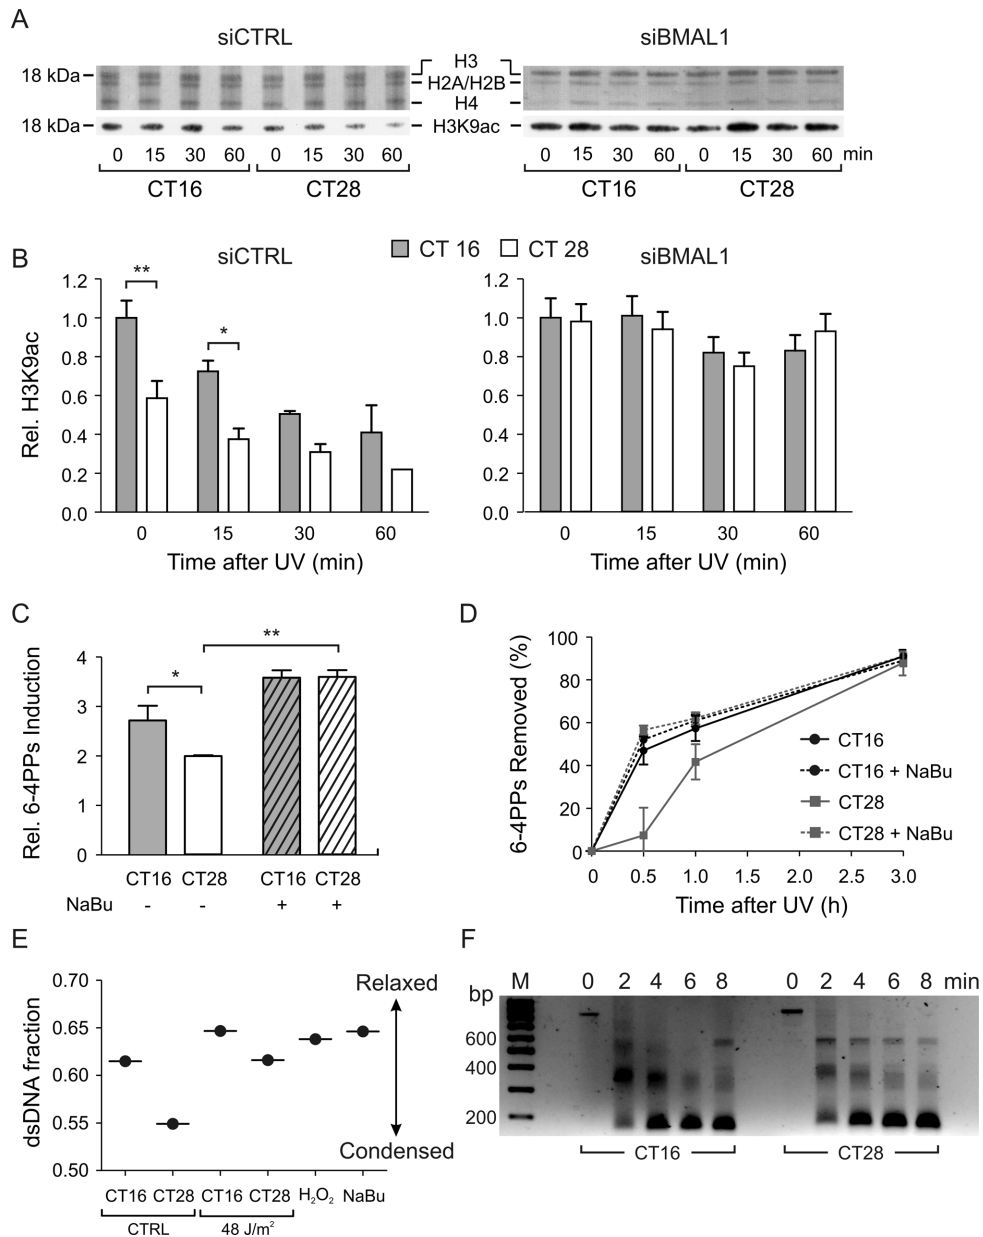 A
siCTRL
siBMAL1
18 kDa
H3
H2A/H2B
H4
18 kDa
H3K9ac
0 15 30 60 0 15 30 60
0 15 30 60 0 15 30 60 min
CT16 CT28
CT16 CT28
B
siCTRL
CT 16 CT 28
siBMAL1
Rel. H3K9ac
1.2
1.0
0.8
0.6
0.4
0.2
0.0
**
*
0 15 30 60
Time after UV (min)
1.2
1.0
0.8
0.6
0.4
0.2
0.0
0 15 30 60
Time after UV (min)
C
Rel. 6-4PPs Induction
4
3
2
1
0
*
**
CT16 CT28 CT16 CT28
NaBu - - + +
D
6-4PPs Removed (%)
100
80
60
40
20
0
CT16
CT16 + NaBu
CT28
CT28 + NaBu
0 0.5 1.0 1.5 2.0 2.5 3.0
Time after UV (h)
E
dsDNA fraction
0.70
0.65
0.60
0.55
0.50
Relaxed
Condensed
CT16 CT28 CT16 CT28 H₂O₂ NaBu
CTRL 48 J/m²
F
M 0 2 4 6 8 0 2 4 6 8 min
bp
600
400
200
CT16 CT28